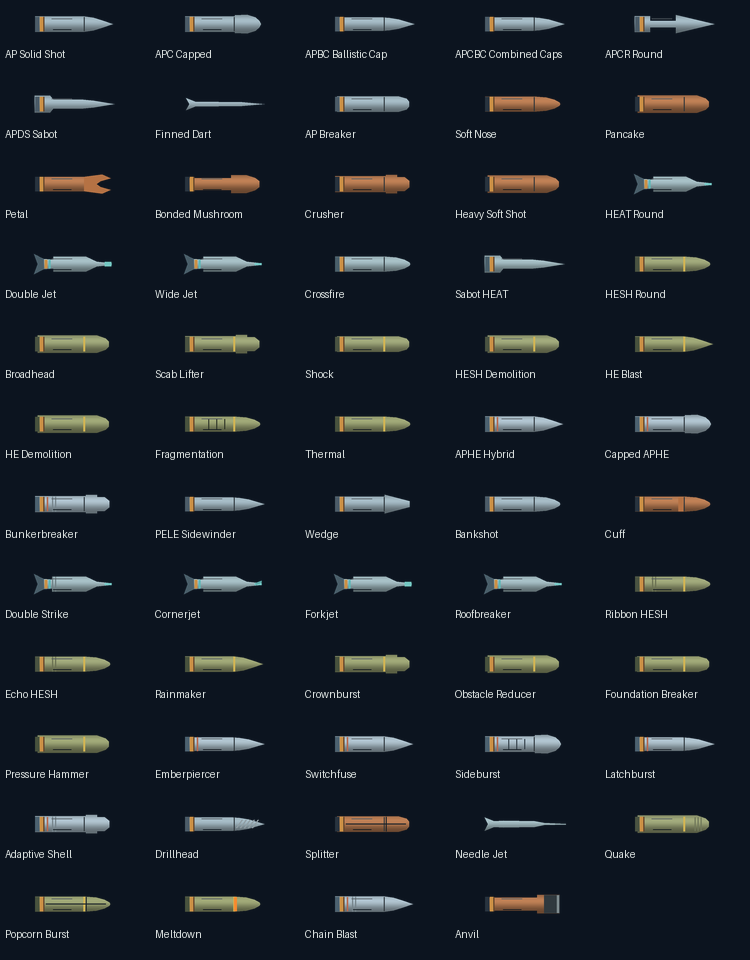 AP Solid Shot
APC Capped
APBC Ballistic Cap
APCBC Combined Caps
APCR Round
APDS Sabot
Finned Dart
AP Breaker
Soft Nose
Pancake
Petal
Bonded Mushroom
Crusher
Heavy Soft Shot
HEAT Round
Double Jet
Wide Jet
Crossfire
Sabot HEAT
HESH Round
Broadhead
Scab Lifter
Shock
HESH Demolition
HE Blast
HE Demolition
Fragmentation
Thermal
APHE Hybrid
Capped APHE
Bunkerbreaker
PELE Sidewinder
Wedge
Bankshot
Cuff
Double Strike
Cornerjet
Forkjet
Roofbreaker
Ribbon HESH
Echo HESH
Rainmaker
Crownburst
Obstacle Reducer
Foundation Breaker
Pressure Hammer
Emberpiercer
Switchfuse
Sideburst
Latchburst
Adaptive Shell
Drillhead
Splitter
Needle Jet
Quake
Popcorn Burst
Meltdown
Chain Blast
Anvil